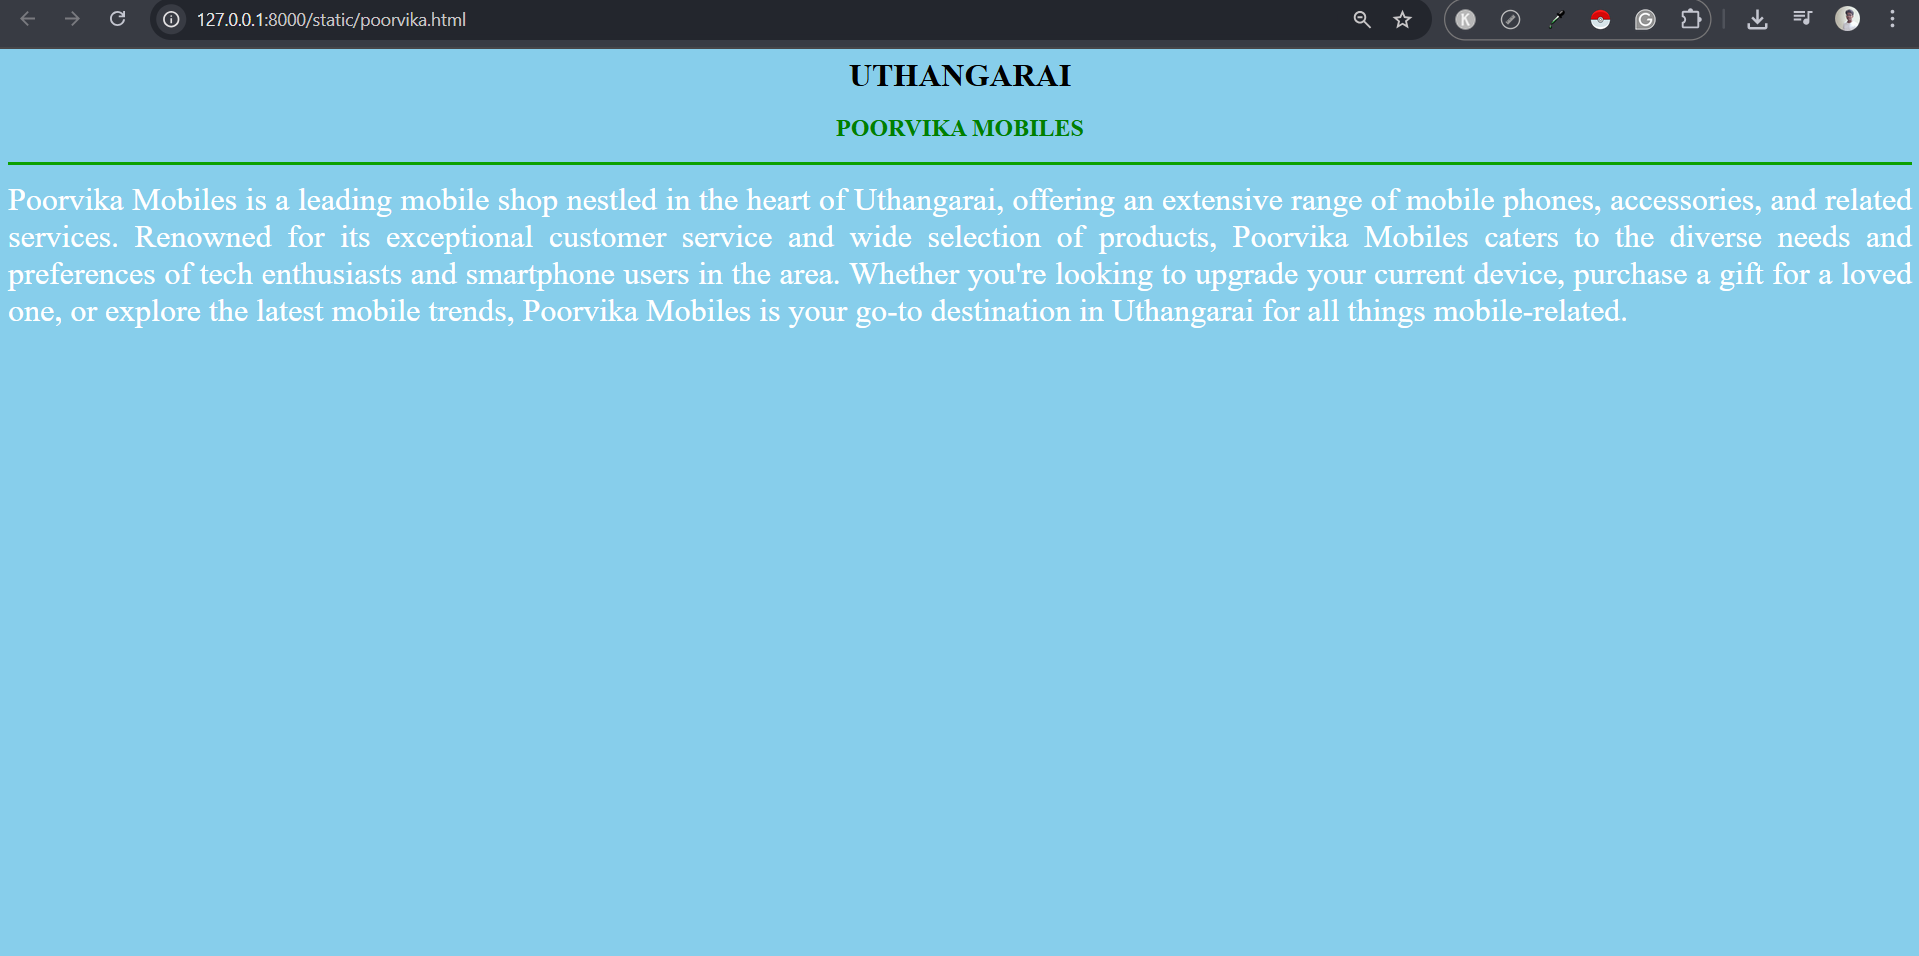 127.0.0.1:8000/static/poorvika.html
K
G
UTHANGARAI
POORVIKA MOBILES
Poorvika Mobiles is a leading mobile shop nestled in the heart of Uthangarai, offering an extensive range of mobile phones, accessories, and related
services. Renowned for its exceptional customer service and wide selection of products, Poorvika Mobiles caters to the diverse needs and
preferences of tech enthusiasts and smartphone users in the area. Whether you're looking to upgrade your current device, purchase a gift for a loved
one, or explore the latest mobile trends, Poorvika Mobiles is your go-to destination in Uthangarai for all things mobile-related.